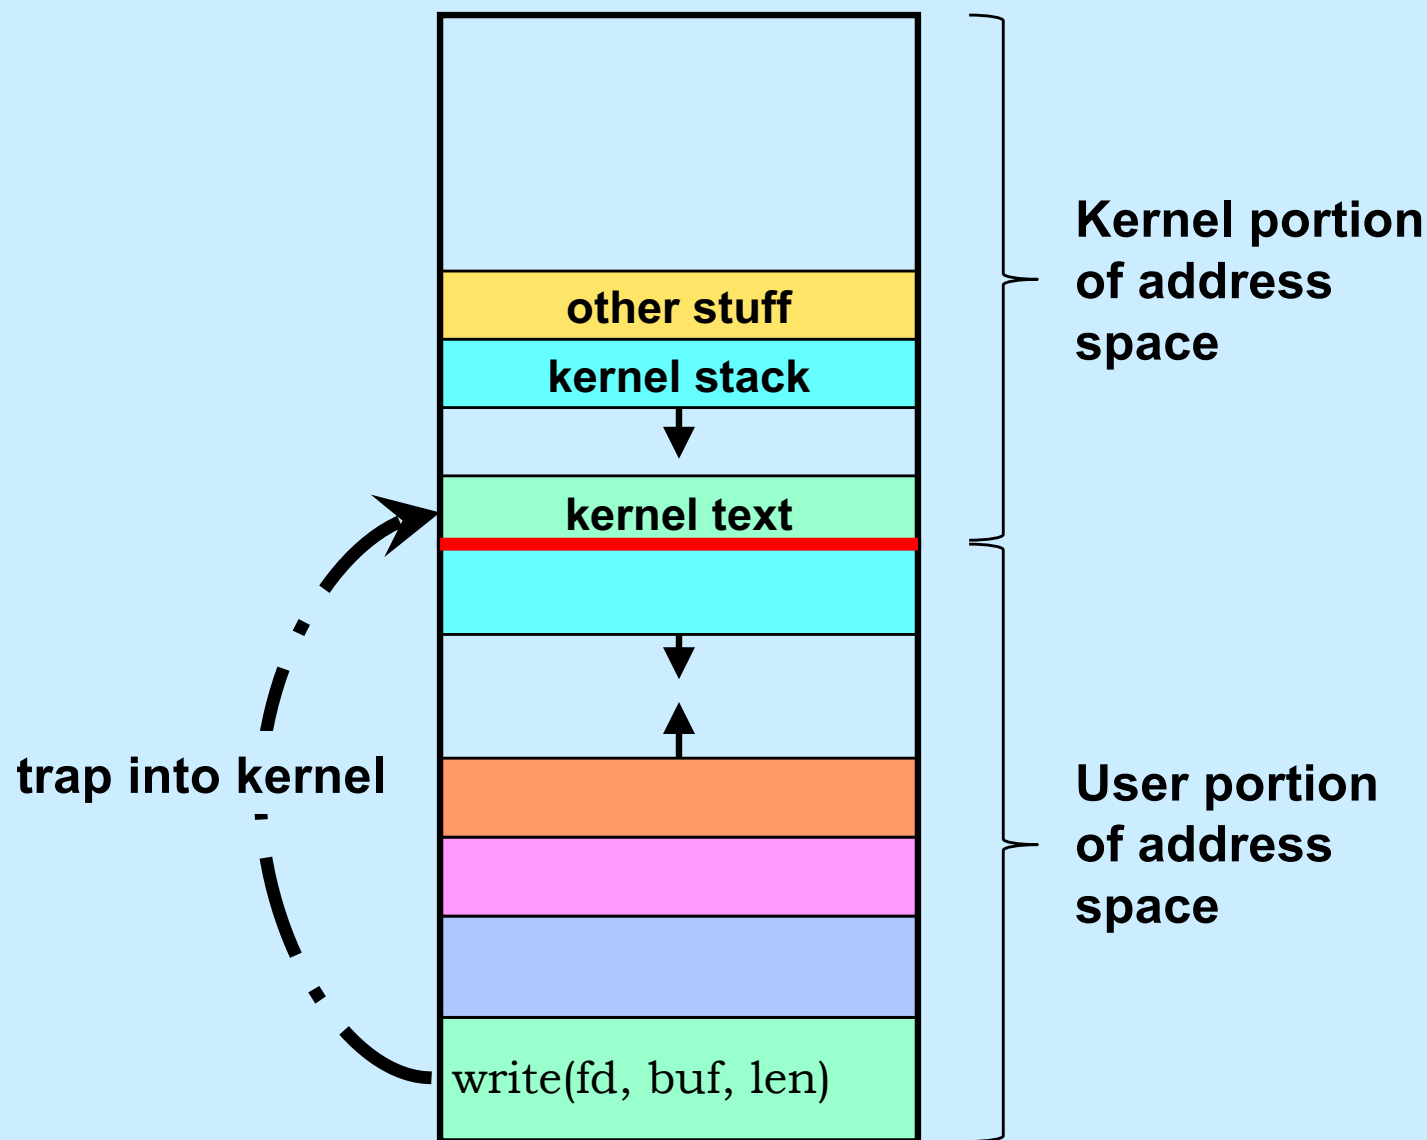 Kernel portion
of address
space
other stuff
kernel stack
kernel text
trap into kernel
User portion
of address
space
write(fd, buf, len)